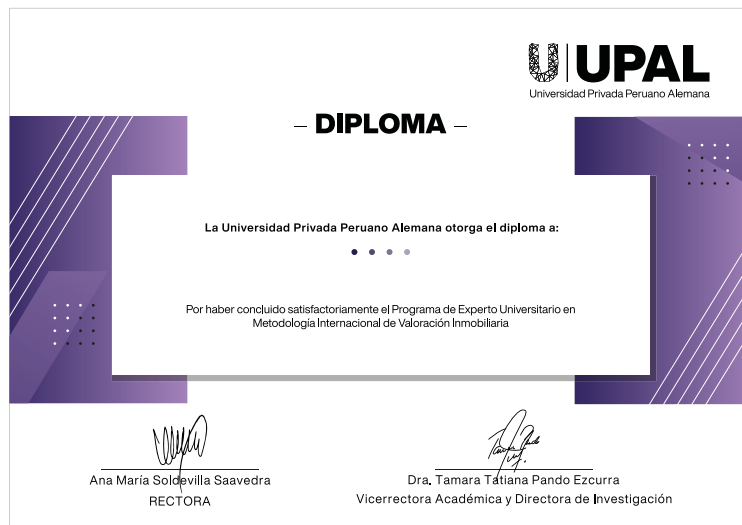 UPAL
Universidad Privada Peruano Alemana
– DIPLOMA –
La Universidad Privada Peruano Alemana otorga el diploma a:
Por haber concluido satisfactoriamente el Programa de Experto Universitario en
Metodología Internacional de Valoración Inmobiliaria
Ana María Soldevilla Saavedra
RECTORA
Dra. Tamara Tatiana Pando Ezcurra
Vicerrectora Académica y Directora de Investigación